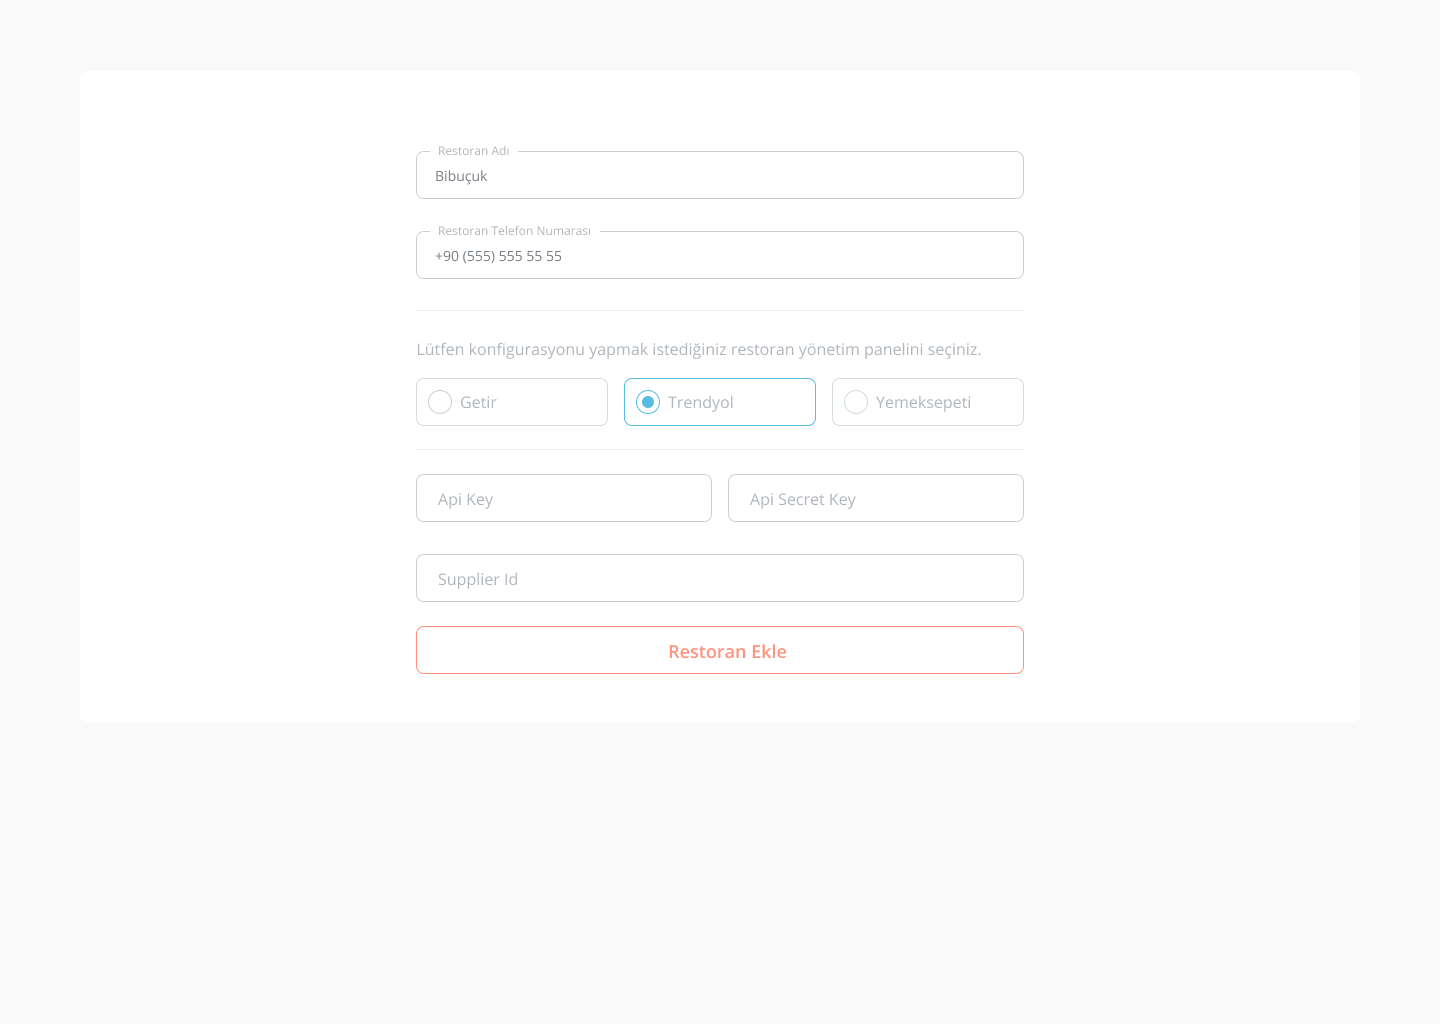 Restoran Adı
Bibuçuk
Restoran Telefon Numarası
+90 (555) 555 55 55
Lütfen konfigurasyonu yapmak istediğiniz restoran yönetim panelini seçiniz.
Getir
Trendyol
Yemeksepeti
Api Key
Api Secret Key
Supplier Id
Restoran Ekle